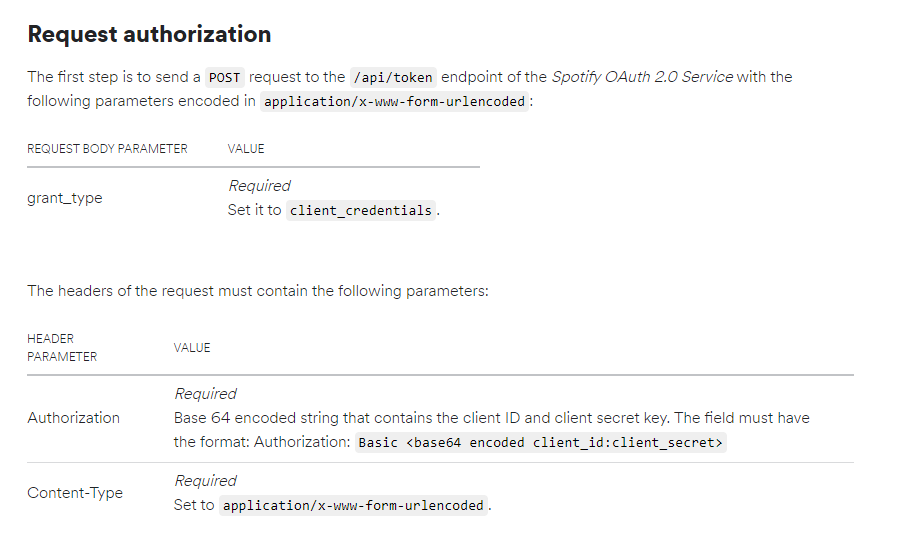 Request authorization
The first step is to send a POST request to the /api/token endpoint of the Spotify OAuth 2.0 Service with the
following parameters encoded in application/x-www-form-urlencoded :
REQUEST BODY PARAMETER VALUE
Required
grant_type
Set it to client_credentials .
The headers of the request must contain the following parameters:
HEADER
PARAMETER
VALUE
Required
Authorization
Base 64 encoded string that contains the client ID and client secret key. The field must have
the format: Authorization: Basic <base64 encoded client_id:client_secret>
Required
Content-Type
Set to application/x-www-form-urlencoded .